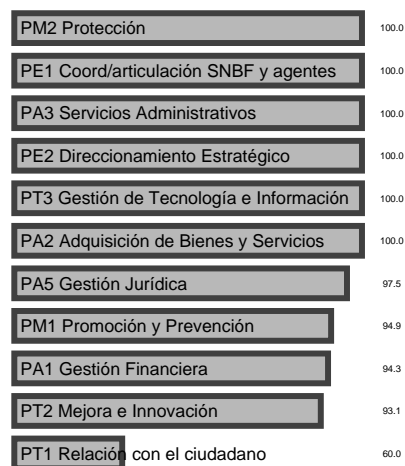 PM2 Protección 100.0
PE1 Coord/articulación SNBF y agentes 100.0
PA3 Servicios Administrativos 100.0
PE2 Direccionamiento Estratégico 100.0
PT3 Gestión de Tecnología e Información 100.0
PA2 Adquisición de Bienes y Servicios 100.0
PA5 Gestión Jurídica 97.5
PM1 Promoción y Prevención 94.9
PA1 Gestión Financiera 94.3
PT2 Mejora e Innovación 93.1
PT1 Relación con el ciudadano 60.0